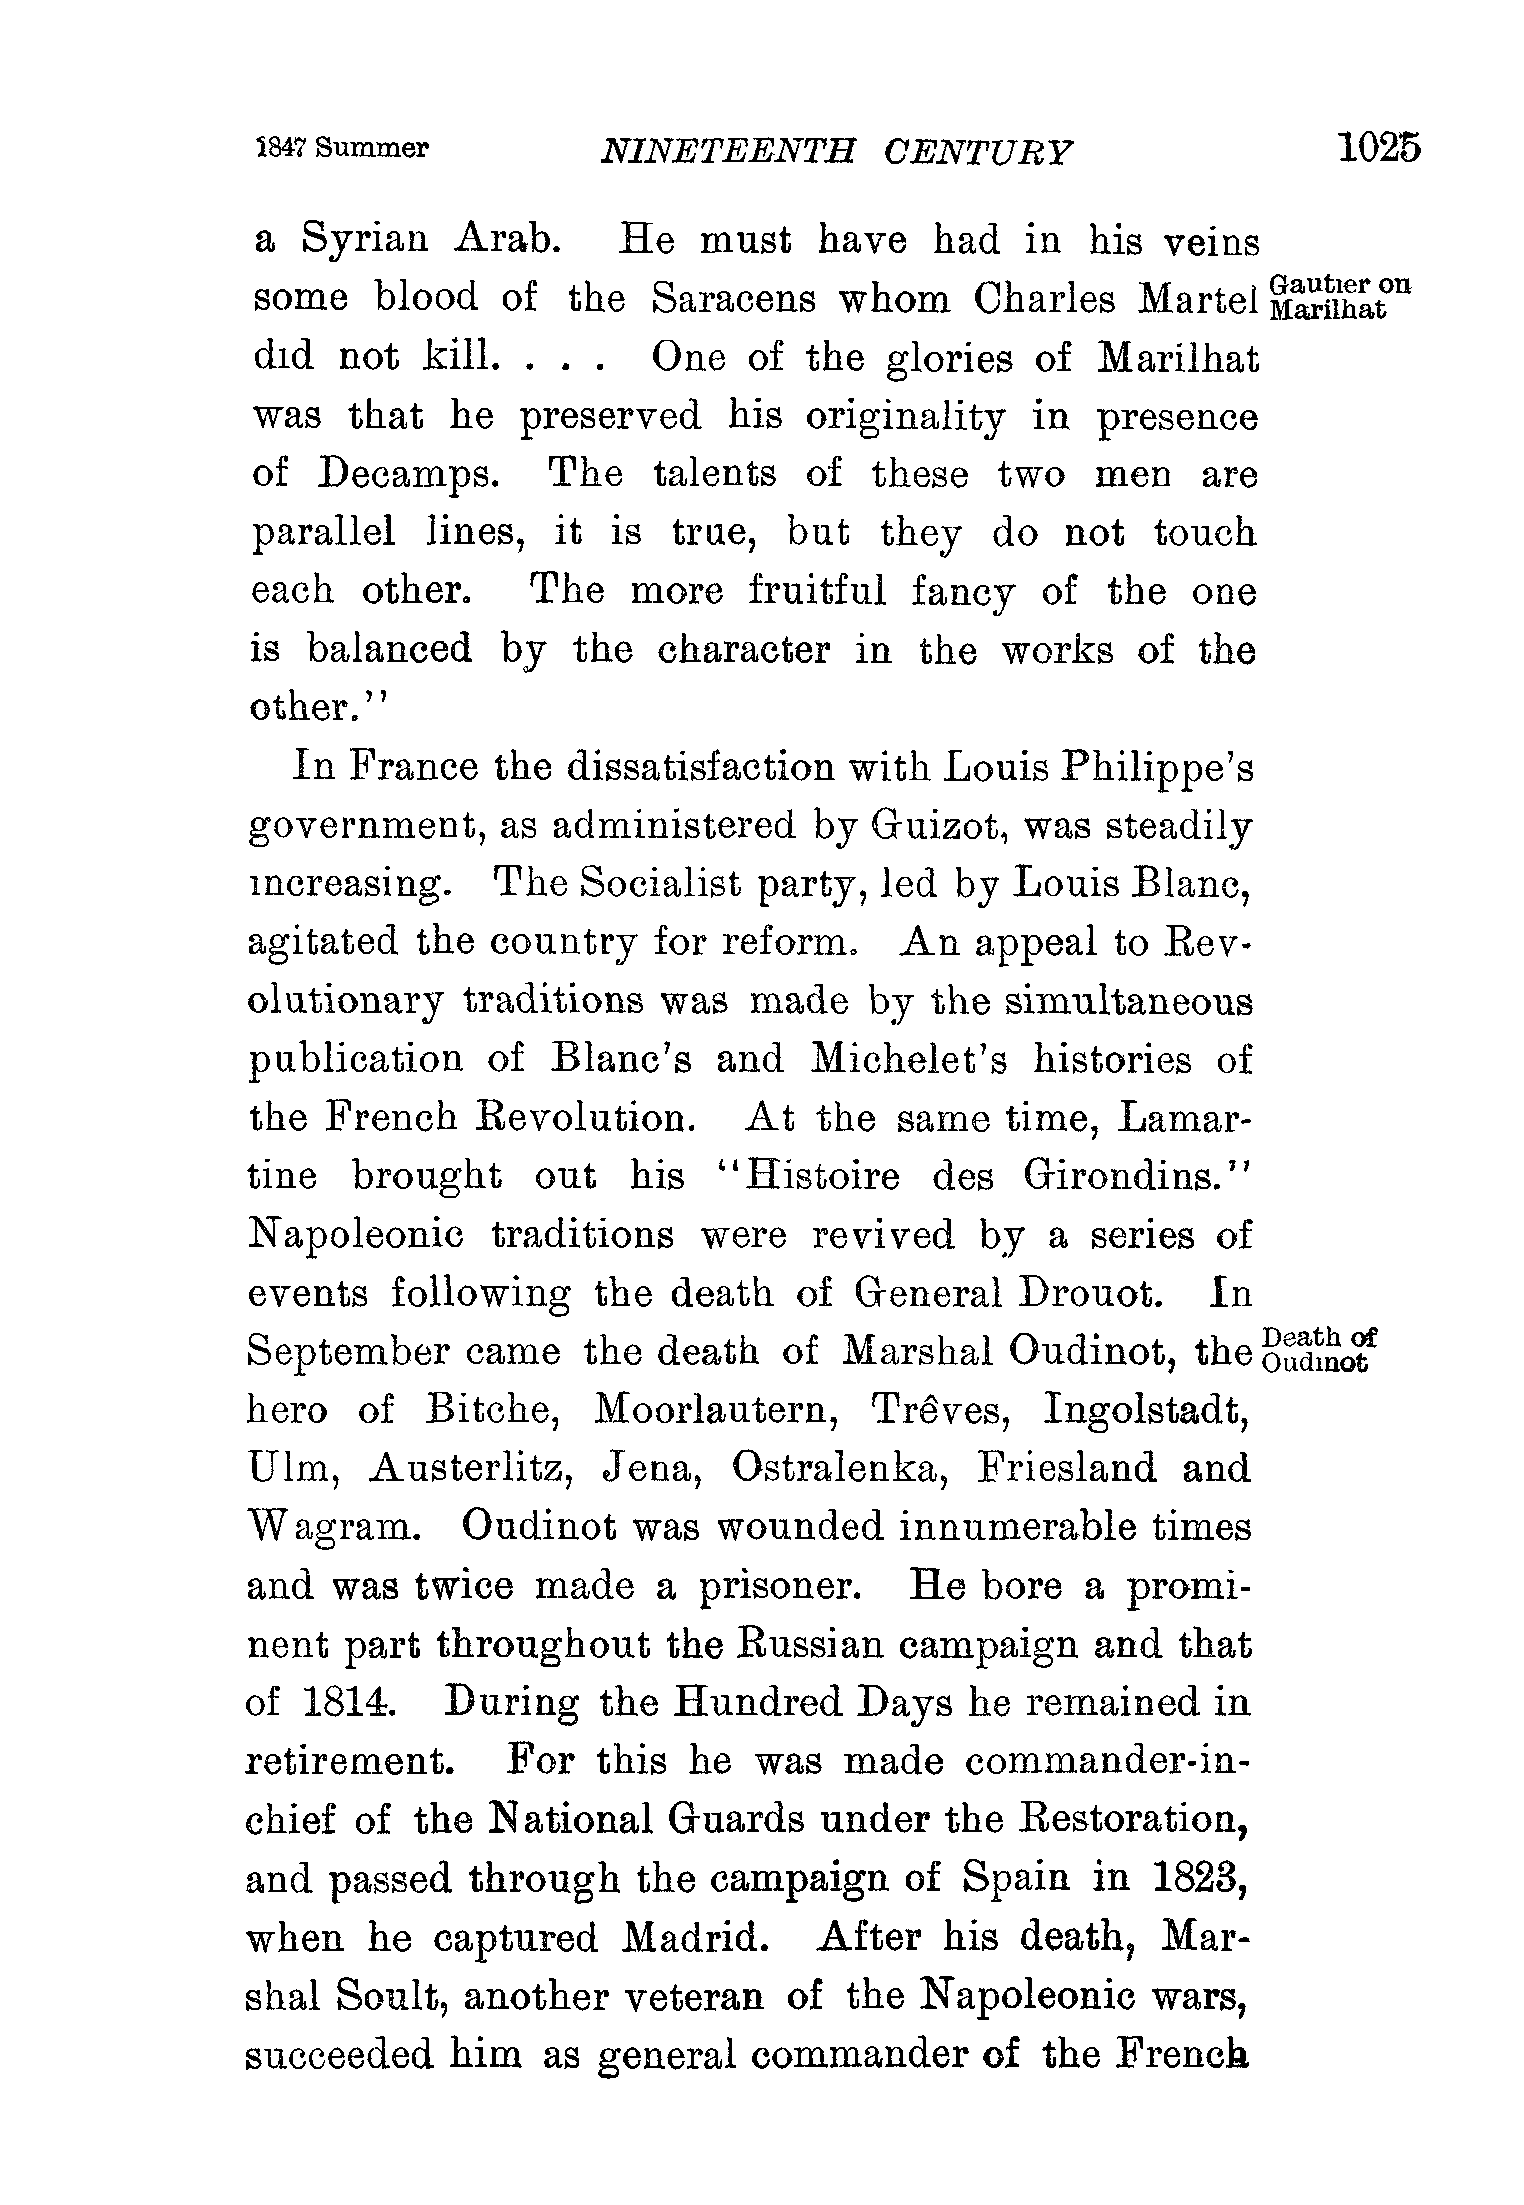 1847 Summer NINETEENTH CENTURY 1025
a Syrian Arab. He must have had in his veins
some blood of the Saracens whom Charles Martel
Gautier on
Marilhat
did not kill. . . . One of the glories of Marilhat
was that he preserved his originality in presence
of Decamps. The talents of these two men are
parallel lines, it is true, but they do not touch
each other. The more fruitful fancy of the one
is balanced by the character in the works of the
other."
In France the dissatisfaction with Louis Philippe's
government, as administered by Guizot, was steadily
increasing. The Socialist party, led by Louis Blanc,
agitated the country for reform. An appeal to Rev-
olutionary traditions was made by the simultaneous
publication of Blanc's and Michelet's histories of
the French Revolution. At the same time, Lamar-
tine brought out his "Histoire des Girondins."
Napoleonic traditions were revived by a series of
events following the death of General Drouot. In
September came the death of Marshal Oudinot, the
Death of
Oudinot
hero of Bitche, Moorlautern, Trêves, Ingolstadt,
Ulm, Austerlitz, Jena, Ostralenka, Friesland and
Wagram. Oudinot was wounded innumerable times
and was twice made a prisoner. He bore a promi-
nent part throughout the Russian campaign and that
of 1814. During the Hundred Days he remained in
retirement. For this he was made commander-in-
chief of the National Guards under the Restoration,
and passed through the campaign of Spain in 1823,
when he captured Madrid. After his death, Mar-
shal Soult, another veteran of the Napoleonic wars,
succeeded him as general commander of the French